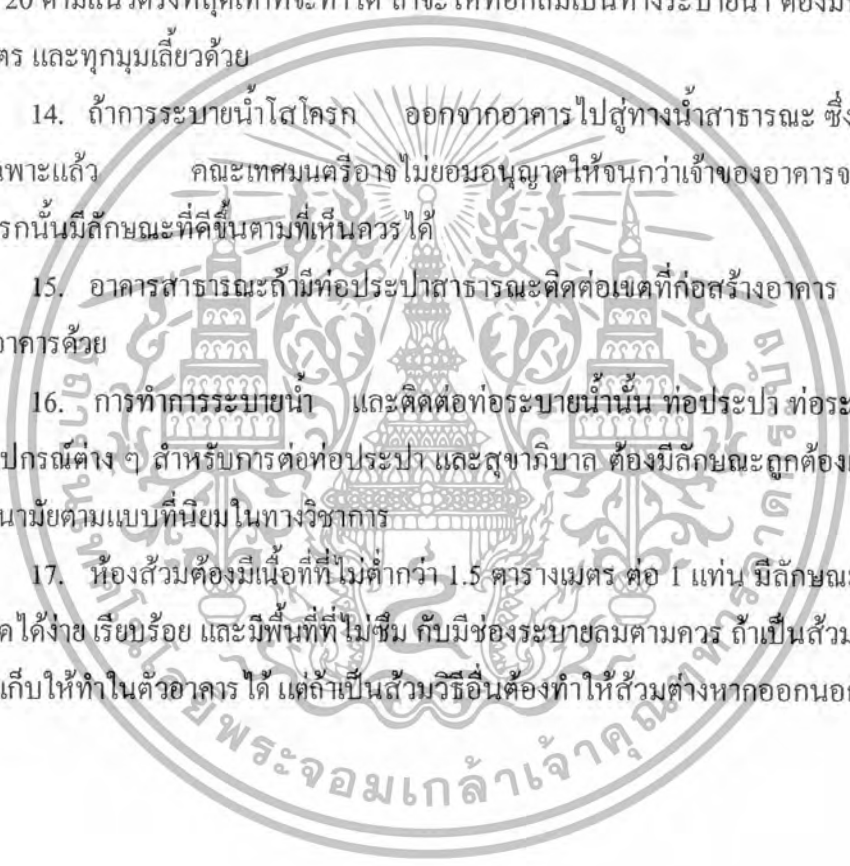 20 ตามแนวตรงที่สุดเท่าที่จะทำได้ ถ้าจะใช้ท่อกลมเป็นทางระบายน้ำ ต้องมี
ตร และทุกมุมเลี้ยวด้วย
14. ถ้าการระบายน้ำโสโครก ออกจากอาคารไปสู่ทางน้ำสาธารณะ ซึ่ง
ฉพาะแล้ว คณะเทศมนตรีอาจไม่ยอมอนุญาตให้จนกว่าเจ้าของอาคารจ
รกนั้นมีลักษณะที่ดีขึ้นตามที่เห็นควรได้
15. อาคารสาธารณะถ้ามีท่อประปาสาธารณะติดต่อเขตที่ก่อสร้างอาคาร
อาคารด้วย
16. การทำการระบายน้ำ และติดต่อท่อระบายน้ำนั้น ท่อประปา ท่อระ
ปกรณ์ต่าง ๆ สำหรับการต่อท่อประปา และสุขาภิบาล ต้องมีลักษณะถูกต้อง
นามัยตามแบบที่นิยมในทางวิชาการ
17. ห้องส้วมต้องมีเนื้อที่ที่ไม่ต่ำกว่า 1.5 ตารางเมตร ต่อ 1 แท่น มีลักษณะ
ดได้ง่าย เรียบร้อย และมีพื้นที่ที่ไม่ซึม กับมีช่องระบายลมตามควร ถ้าเป็นส้วม
เก็บให้ทำในตัวอาคารได้ แต่ถ้าเป็นส้วมวิธีอื่นต้องทำให้ส้วมต่างหากออกนอก
สถาบันเทคโนโลยีพระจอมเกล้าเจ้าคุณทหารลาดกระบัง